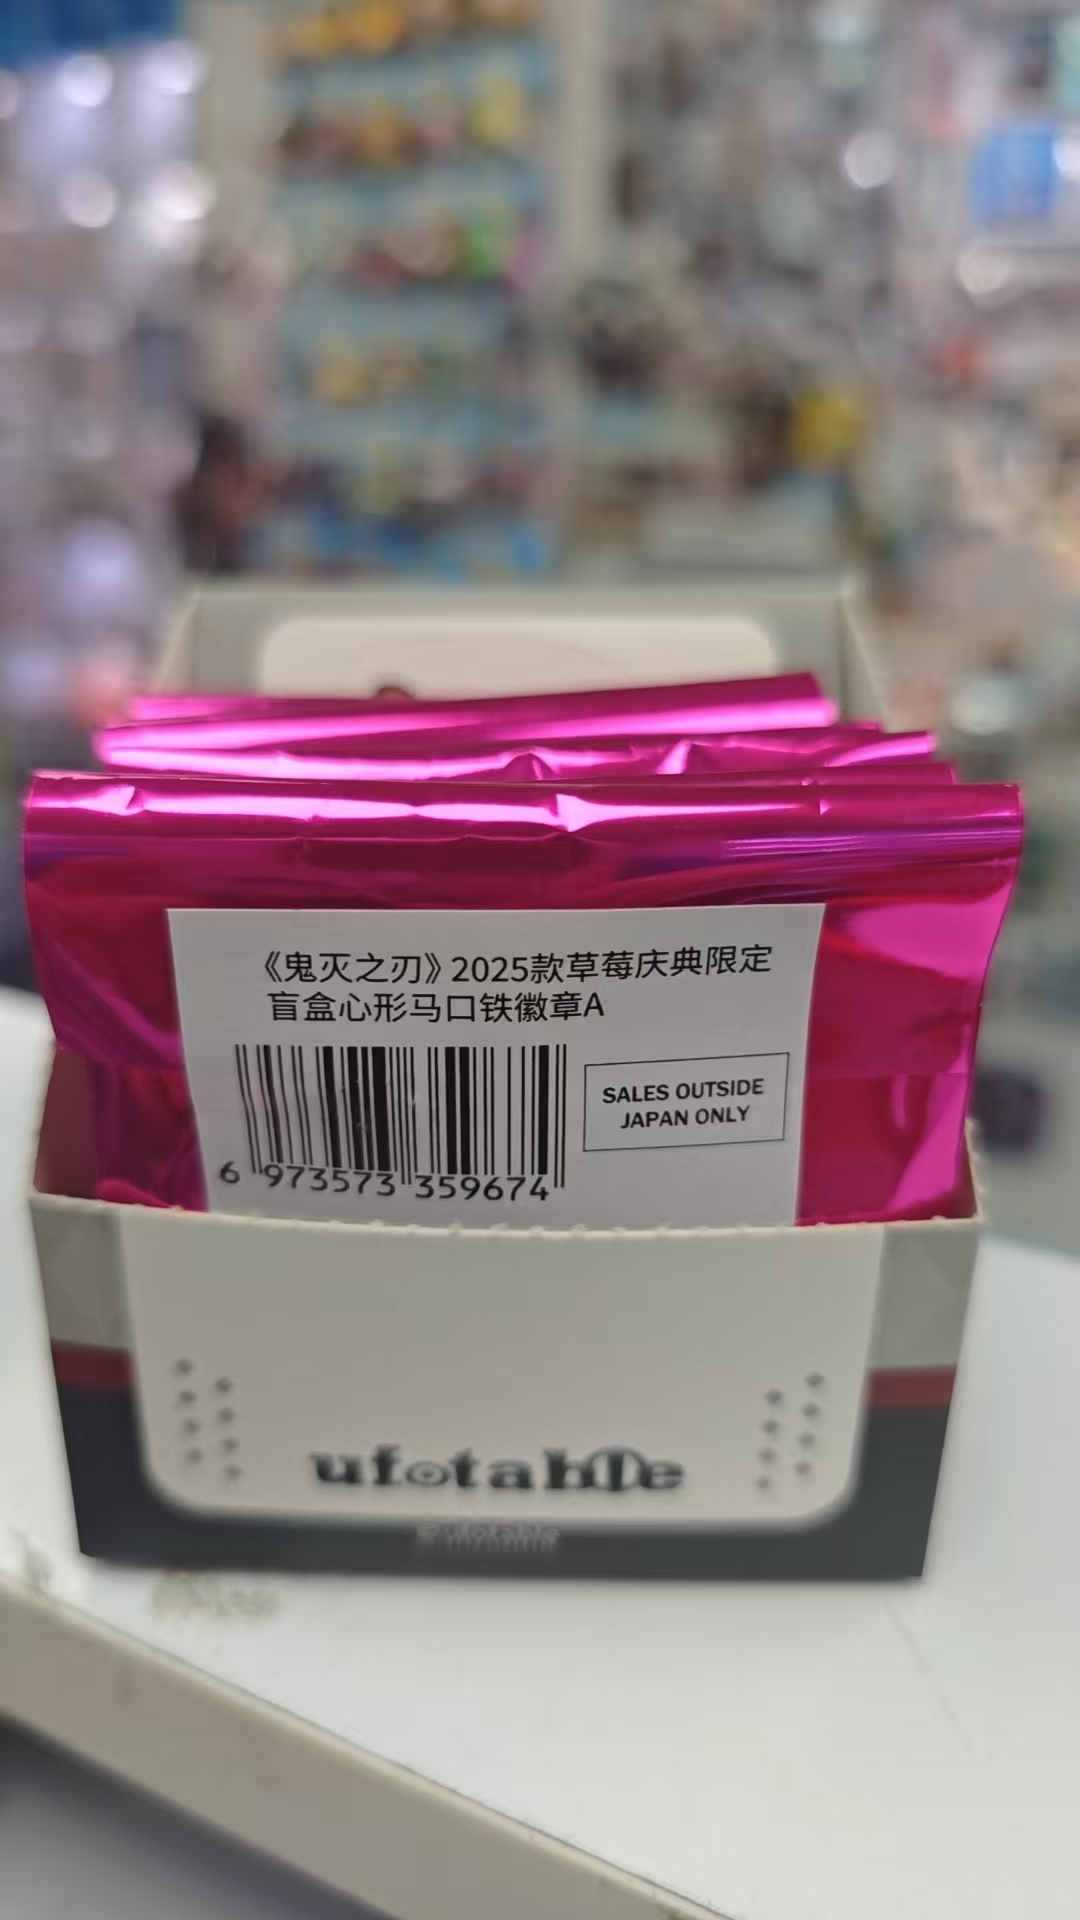 《鬼灭之刃》2025款草莓庆典限定
盲盒心形马口铁徽章A
SALES OUTSIDE
JAPAN ONLY
6 973573 359674
ufotable
© ufotable